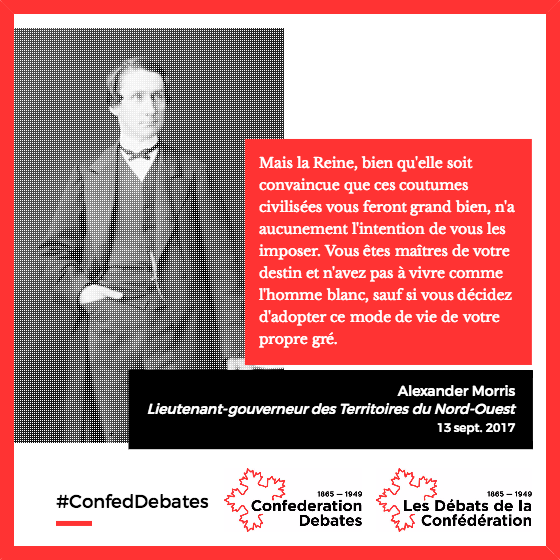 Mais la Reine, bien qu'elle soit
convaincue que ces coutumes
civilisées vous feront grand bien, n'a
aucunement l'intention de vous les
imposer. Vous êtes maîtres de votre
destin et n'avez pas à vivre comme
l'homme blanc, sauf si vous décidez
d'adopter ce mode de vie de votre
propre gré.
Alexander Morris
Lieutenant-gouverneur des Territoires du Nord-Ouest
13 sept. 2017
#ConfedDebates
1865 — 1949
Confederation
Debates
1865 — 1949
Les Débats de la
Confédération